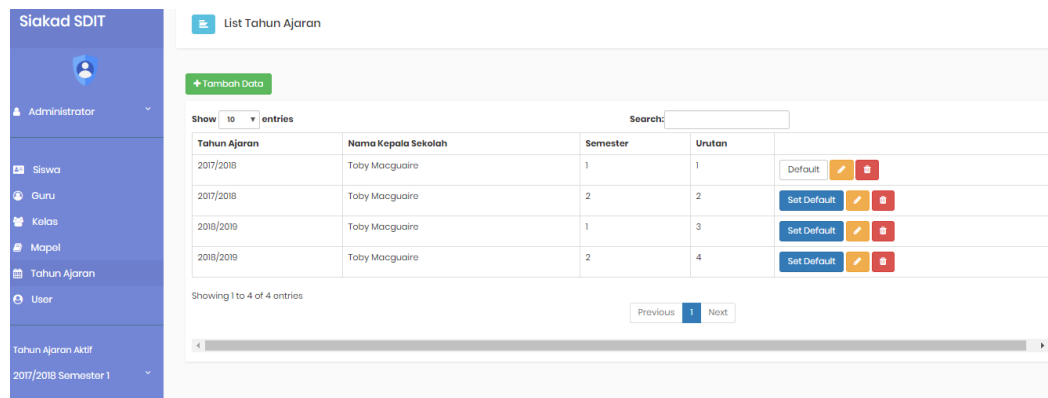 Siakad SDIT
List Tahun Ajaran
+Tambah Data
Administrator
Show 10 entries
Search:
Tahun Ajaran Nama Kepala Sekolah Semester Urutan
2017/2018 Toby Macguaire 1 1 Default
2017/2018 Toby Macguaire 2 2 Set Default
2018/2019 Toby Macguaire 1 3 Set Default
2018/2019 Toby Macguaire 2 4 Set Default
Siswa
Guru
Kelas
Mapel
Tahun Ajaran
User
Showing 1 to 4 of 4 entries
Previous 1 Next
Tahun Ajaran Aktif
2017/2018 Semester 1